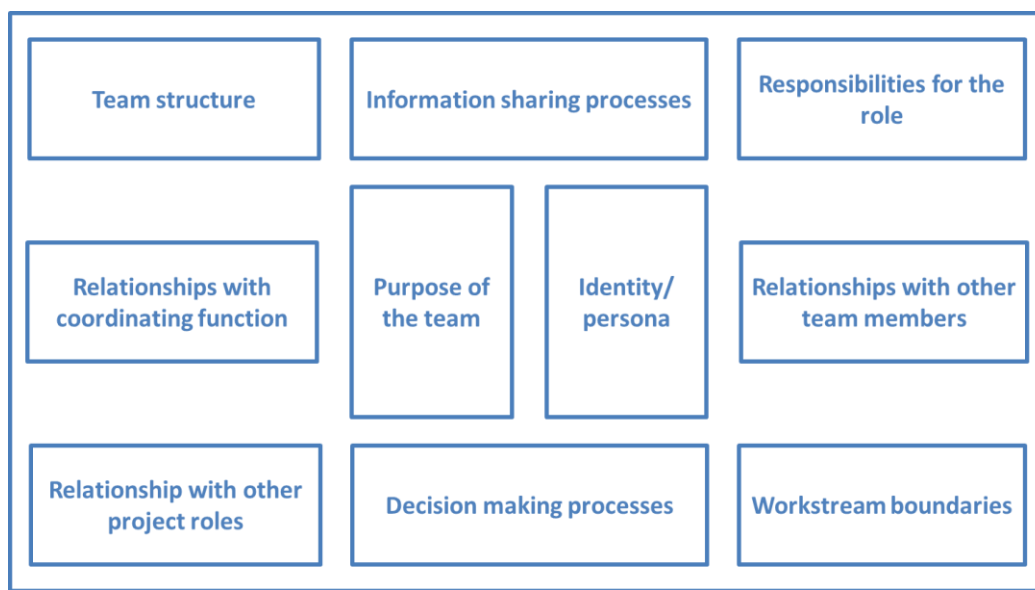 Team structure
Information sharing processes
Responsibilities for the
role
Relationships with
coordinating function
Purpose of
the team
Identity/
persona
Relationships with other
team members
Relationship with other
project roles
Decision making processes
Workstream boundaries